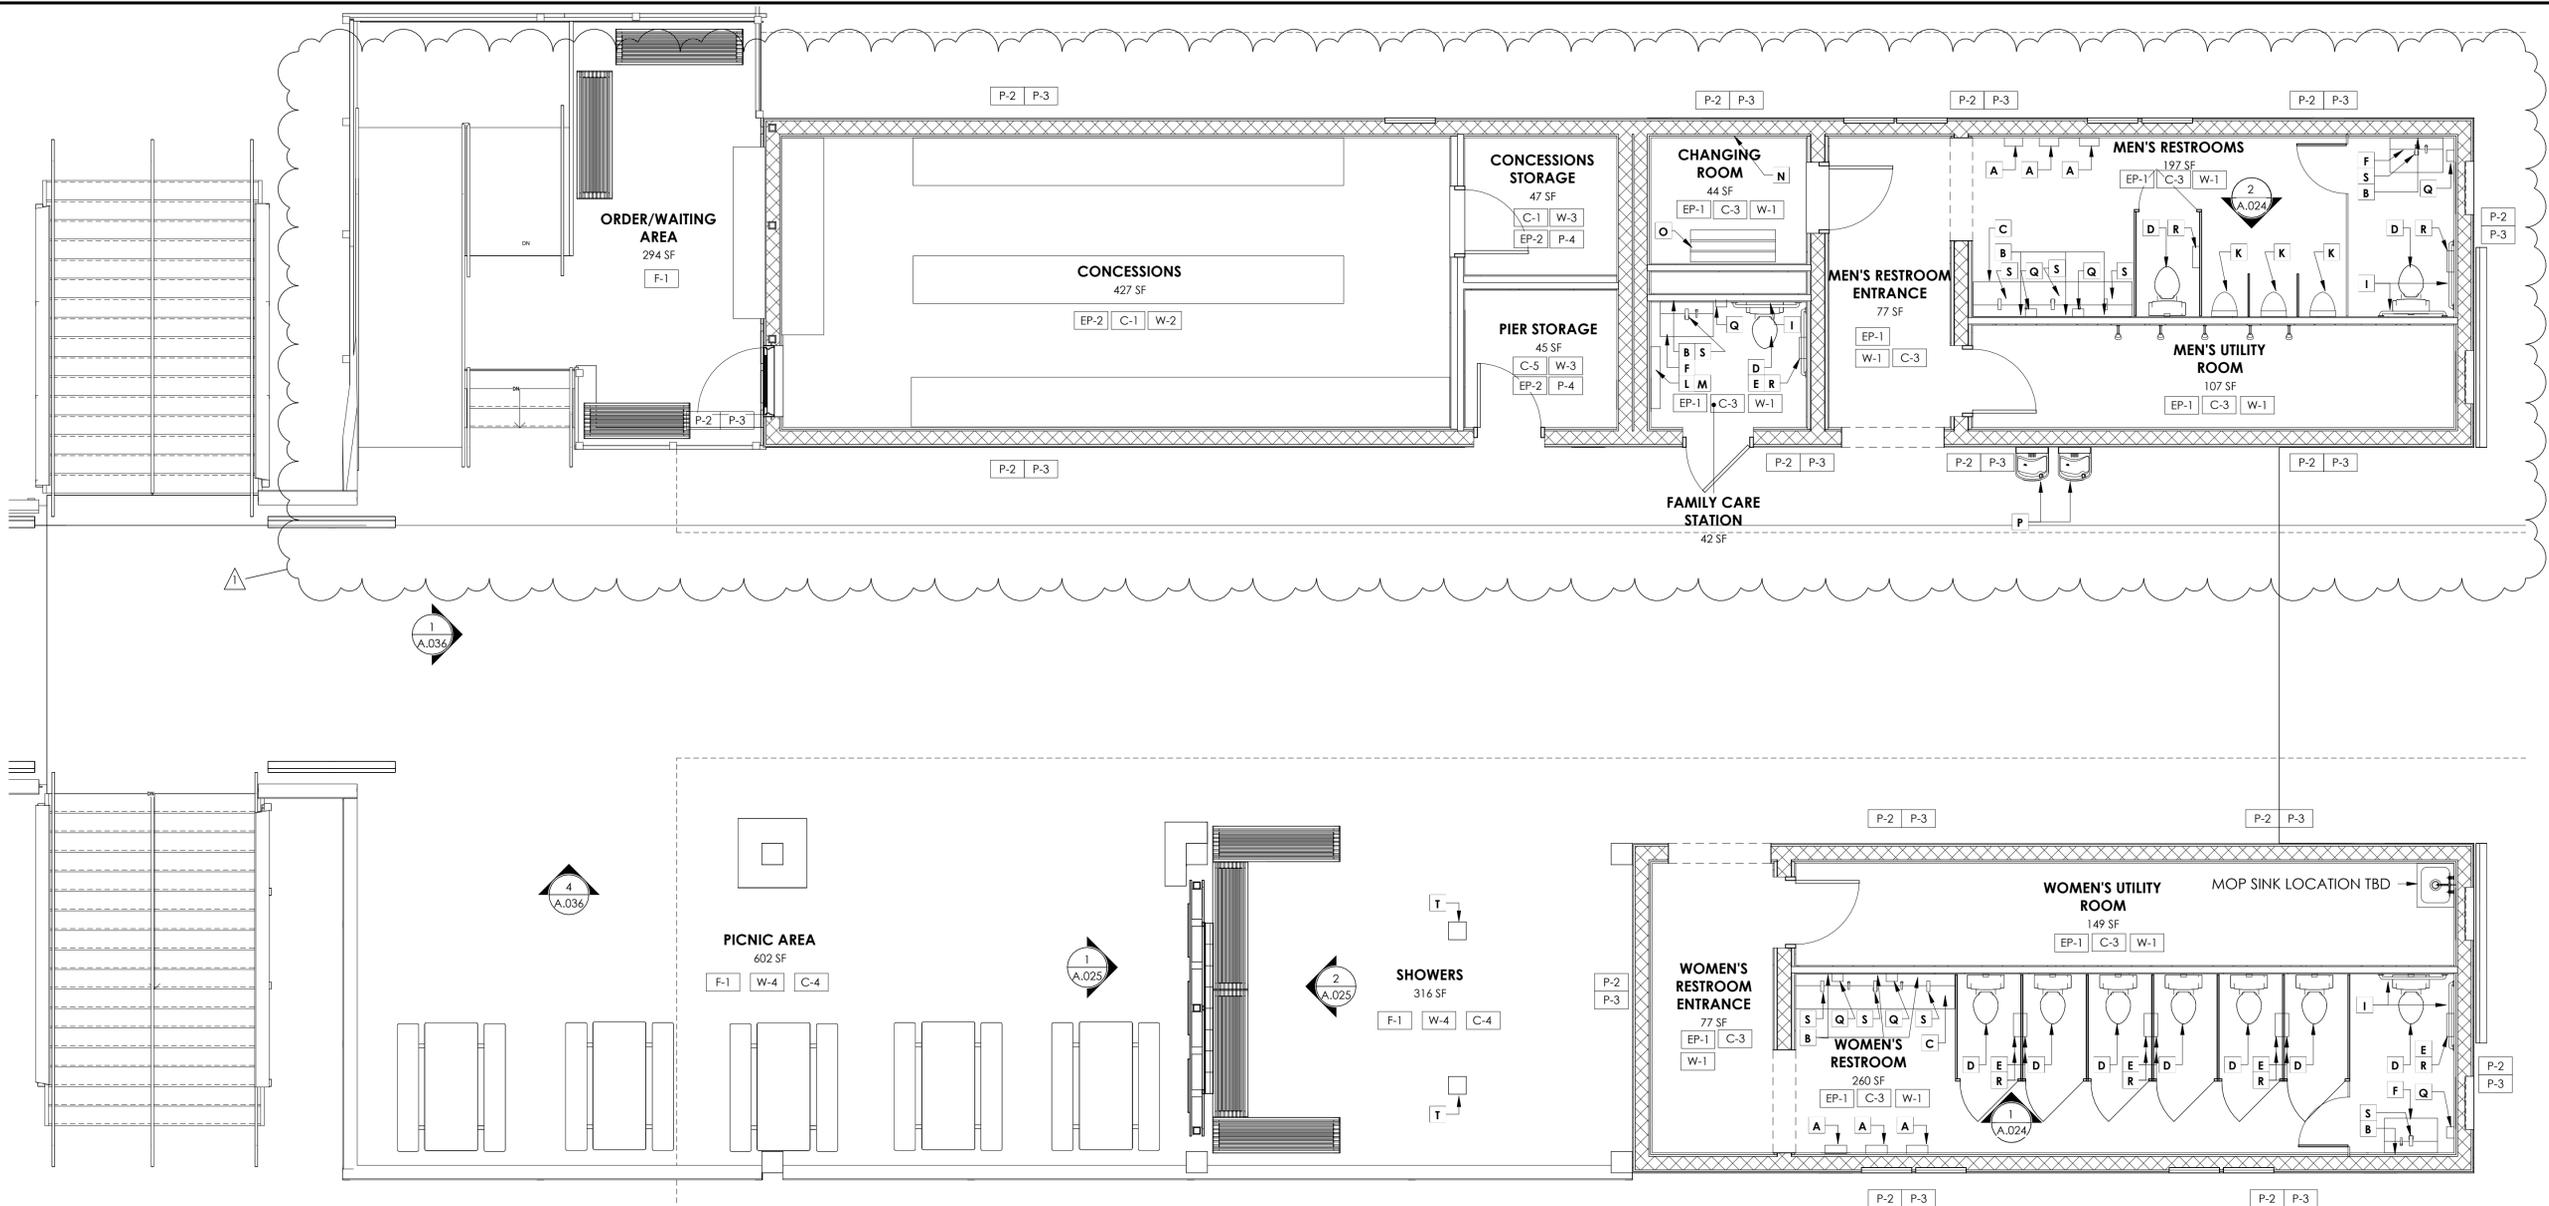 P-2 P-3
P-2 P-3
P-2 P-3
P-2 P-3
ORDER/WAITING
AREA
294 SF
F-1
DN
DN
P-2 P-3
CONCESSIONS
427 SF
EP-2 C-1 W-2
CONCESSIONS
STORAGE
47 SF
C-1 W-3
EP-2 P-4
PIER STORAGE
45 SF
C-5 W-3
EP-2 P-4
CHANGING
ROOM
44 SF
EP-1 C-3 W-1
N
O
Q
I
B S
F
L M
D
E R
EP-1 C-3 W-1
FAMILY CARE
STATION
42 SF
MEN'S RESTROOM
ENTRANCE
77 SF
EP-1
W-1 C-3
MEN'S RESTROOMS
197 SF
EP-1 C-3 W-1
2
A.024
A A A
F
S
B
Q
C
B
S Q S Q S
D R
K K K
D R
I
P-2
P-3
MEN'S UTILITY
ROOM
107 SF
EP-1 C-3 W-1
P-2 P-3
P-2 P-3
P-2 P-3
P-2 P-3
P
1
1
A.036
4
A.036
DN
PICNIC AREA
602 SF
F-1 W-4 C-4
1
A.025
2
A.025
T
SHOWERS
316 SF
F-1 W-4 C-4
T
P-2
P-3
P-2 P-3
P-2 P-3
WOMEN'S UTILITY
ROOM
149 SF
EP-1 C-3 W-1
MOP SINK LOCATION TBD
WOMEN'S
RESTROOM
ENTRANCE
77 SF
EP-1 C-3
W-1
S Q S Q S
B
C
WOMEN'S
RESTROOM
260 SF
EP-1 C-3 W-1
A A A
D
E
R
D
D
E
R
D
D
E
R
D
1
A.024
I
D
E
R
F
Q
S
B
P-2
P-3
P-2 P-3
P-2 P-3